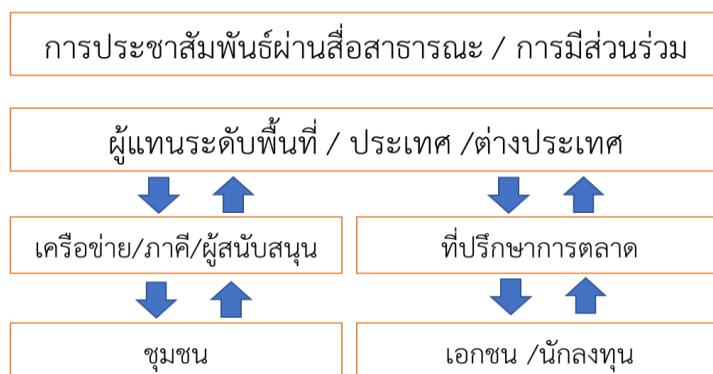 การประชาสัมพันธ์ผ่านสื่อสาธารณะ / การมีส่วนร่วม
ผู้แทนระดับพื้นที่ / ประเทศ /ต่างประเทศ
เครือข่าย/ภาคี/ผู้สนับสนุน
ที่ปรึกษาการตลาด
ชุมชน
เอกชน /นักลงทุน